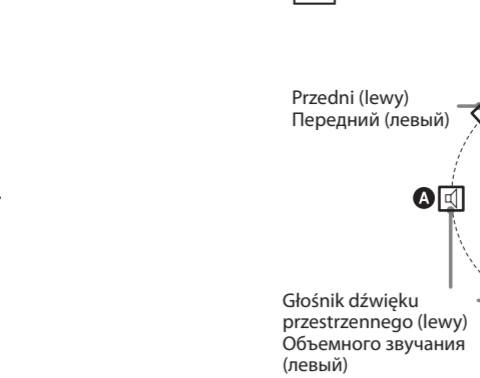 Przedni (lewy)
Передний (левый)
A
Głośnik dźwięku
przestrzennego (lewy)
Объемного звучания
(левый)